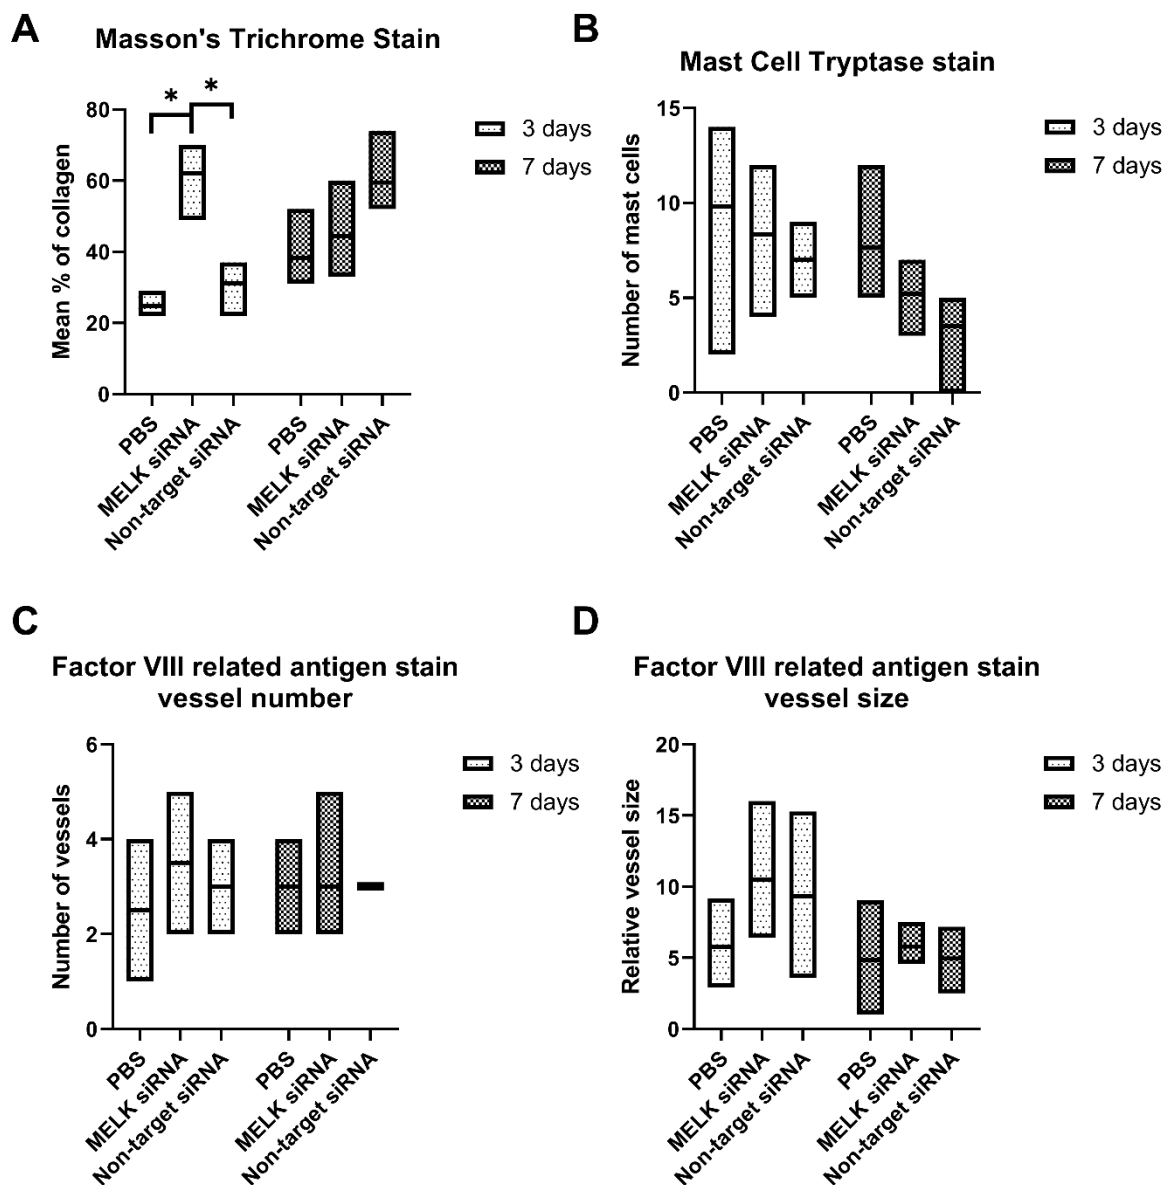 A
Masson's Trichrome Stain
* *
Mean % of collagen
80
60
40
20
0
PBS
MELK siRNA
Non-target siRNA
PBS
MELK siRNA
Non-target siRNA
3 days
7 days
B
Mast Cell Tryptase stain
Number of mast cells
15
10
5
0
PBS
MELK siRNA
Non-target siRNA
PBS
MELK siRNA
Non-target siRNA
3 days
7 days
C
Factor VIII related antigen stain
vessel number
Number of vessels
6
4
2
0
PBS
MELK siRNA
Non-target siRNA
PBS
MELK siRNA
Non-target siRNA
3 days
7 days
D
Factor VIII related antigen stain
vessel size
Relative vessel size
20
15
10
5
0
PBS
MELK siRNA
Non-target siRNA
PBS
MELK siRNA
Non-target siRNA
3 days
7 days